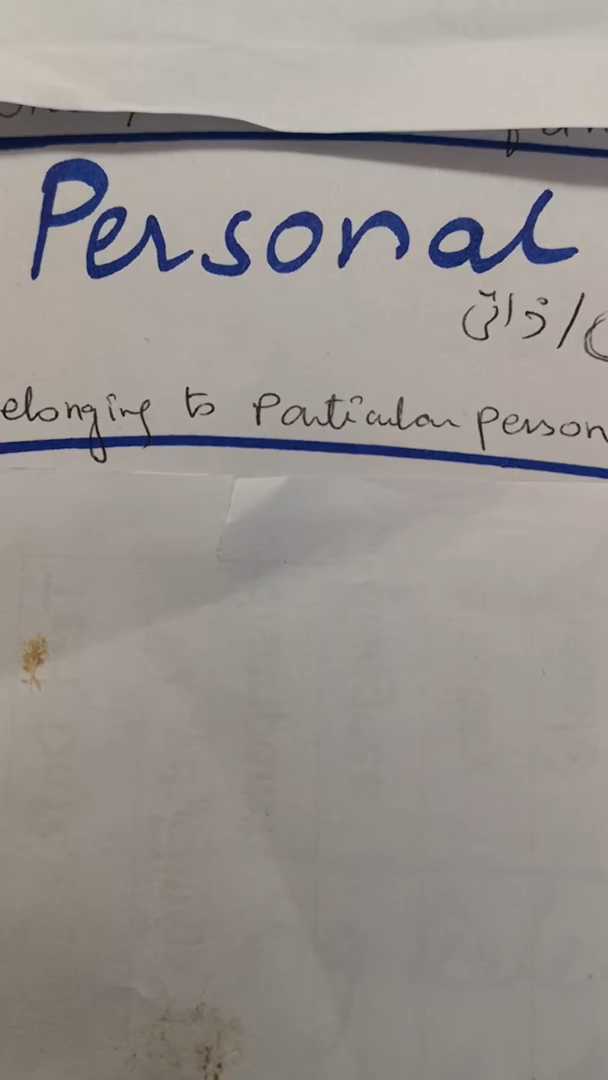 Personal
ذاتی /
elonging to Particular person